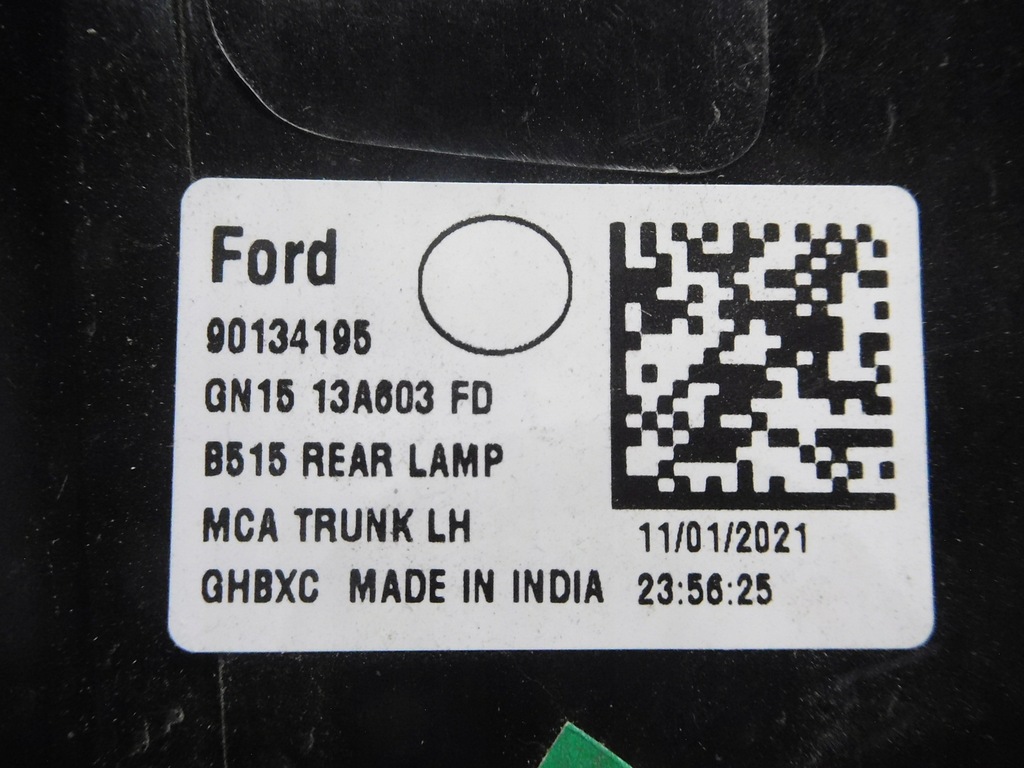 Ford
90134195
GN15 13A603 FD
B515 REAR LAMP
MCA TRUNK LH
11/01/2021
GHBXC MADE IN INDIA 23:56:25